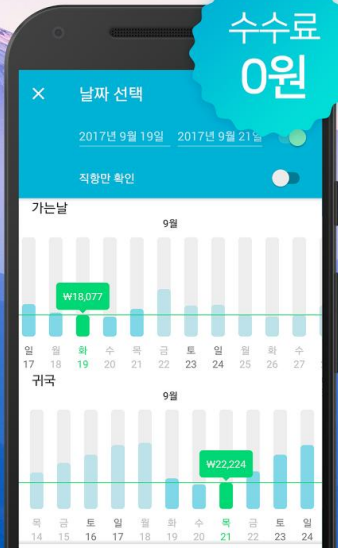 수수료
0원
날짜 선택
2017년 9월 19일 2017년 9월 21일
직항만 확인
가는날
9월
₩18,077
일 월 화 수 목 금 토 일 월 화 수
17 18 19 20 21 22 23 24 25 26 27
귀국
9월
₩22,224
목 금 토 일 월 화 수 목 금 토 일
14 15 16 17 18 19 20 21 22 23 24